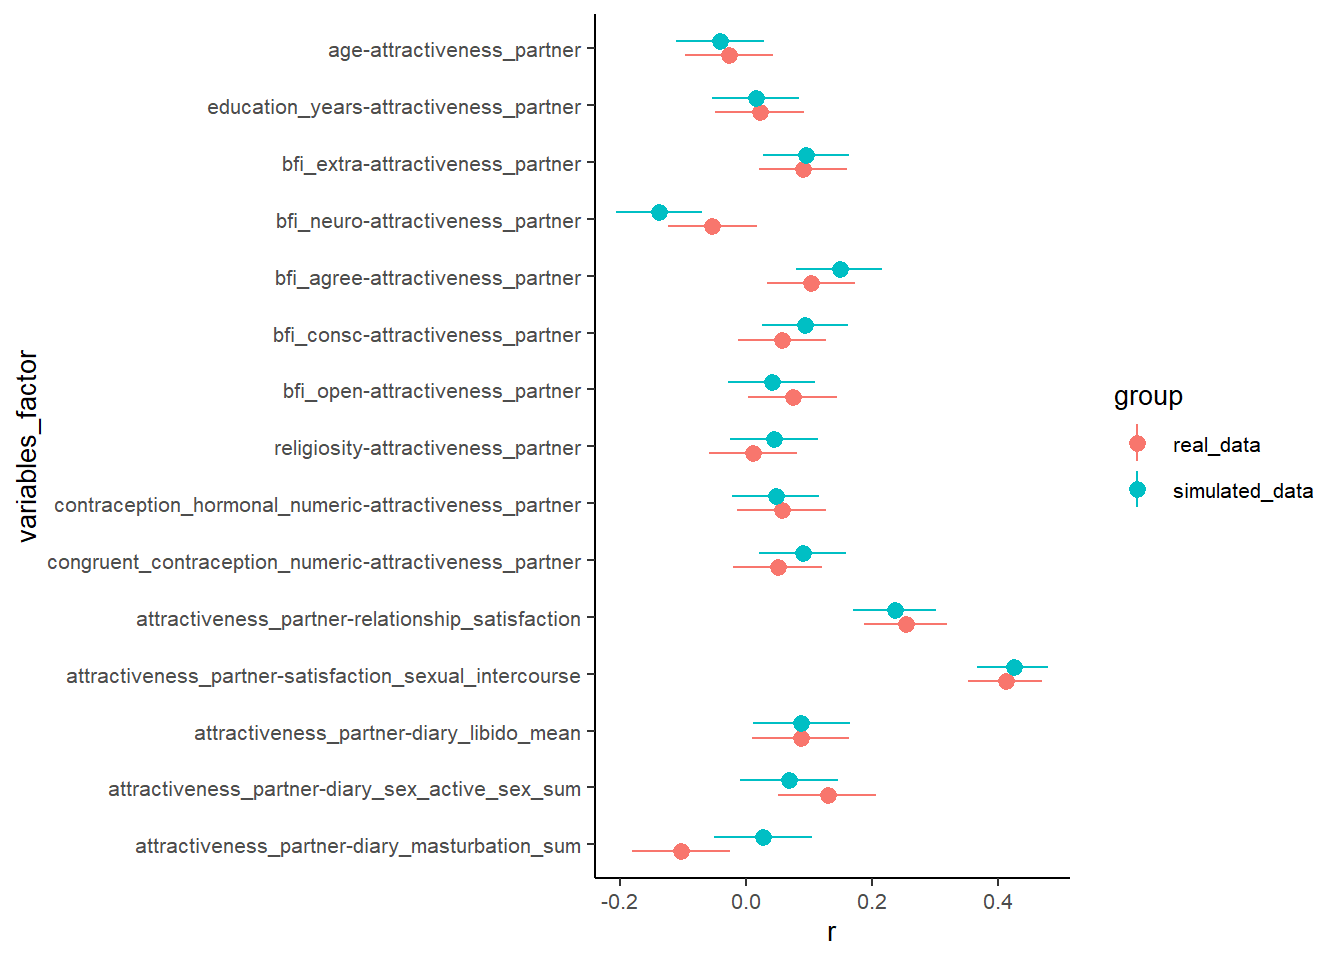 variables_factor
age-attractiveness_partner
education_years-attractiveness_partner
bfi_extra-attractiveness_partner
bfi_neuro-attractiveness_partner
bfi_agree-attractiveness_partner
bfi_consc-attractiveness_partner
bfi_open-attractiveness_partner
religiosity-attractiveness_partner
contraception_hormonal_numeric-attractiveness_partner
congruent_contraception_numeric-attractiveness_partner
attractiveness_partner-relationship_satisfaction
attractiveness_partner-satisfaction_sexual_intercourse
attractiveness_partner-diary_libido_mean
attractiveness_partner-diary_sex_active_sex_sum
attractiveness_partner-diary_masturbation_sum
-0.2 0.0 0.2 0.4
r
group
real_data
simulated_data